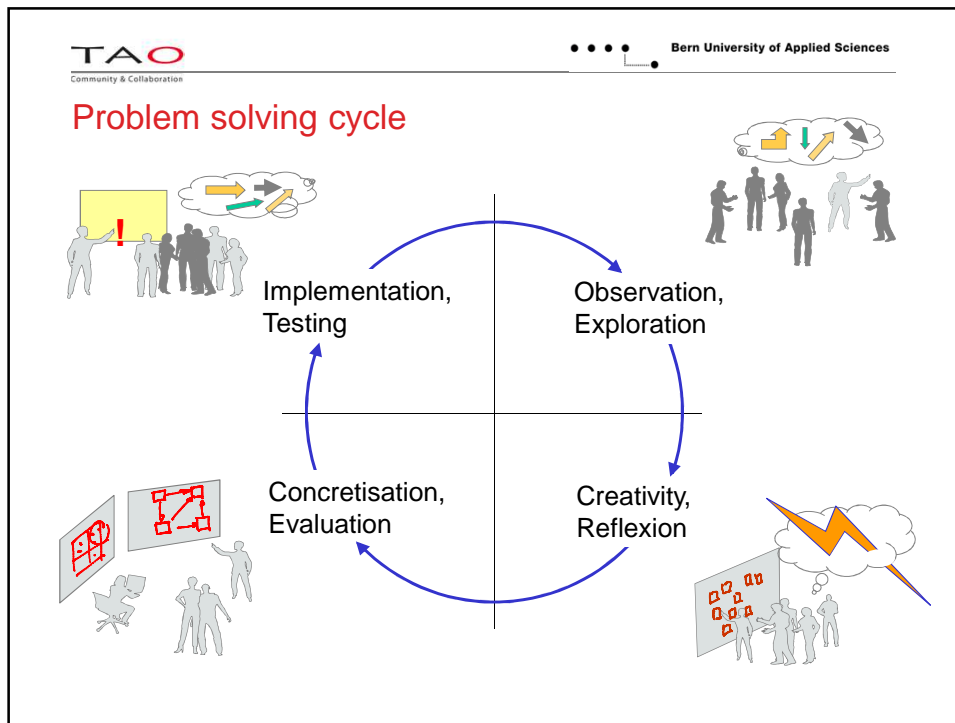 TAO
Community & Collaboration
Bern University of Applied Sciences
Problem solving cycle
!
Implementation,
Testing
Observation,
Exploration
Concretisation,
Evaluation
Creativity,
Reflexion